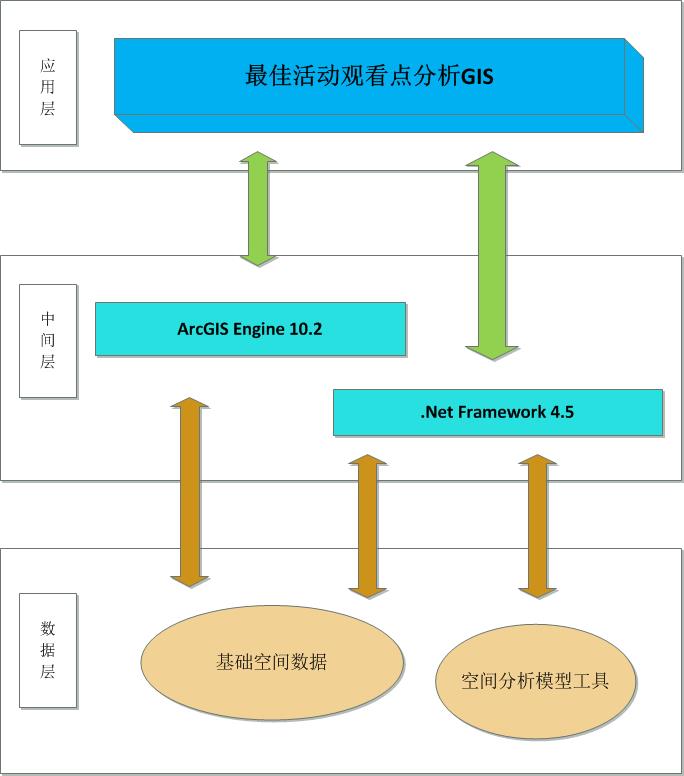 应用层
最佳活动观看点分析GIS
中间层
ArcGIS Engine 10.2
.Net Framework 4.5
数据层
基础空间数据
空间分析模型工具